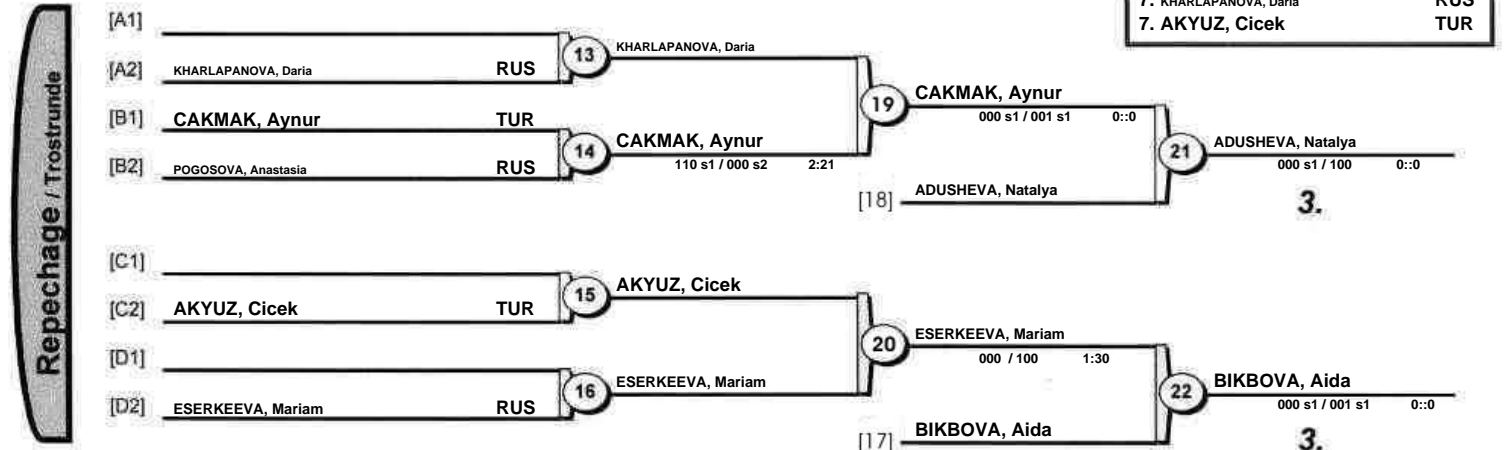 7. KHARLAPANOVA, Daria RUS
7. AKYUZ, Cicek TUR
Repechage / Trostrunde
[A1]
[A2] KHARLAPANOVA, Daria RUS
13 KHARLAPANOVA, Daria
[B1] CAKMAK, Aynur TUR
[B2] POGOSOVA, Anastasia RUS
14 CAKMAK, Aynur
110 s1 / 000 s2 2:21
19 CAKMAK, Aynur
000 s1 / 001 s1 0::0
[18] ADUSHEVA, Natalya
21 ADUSHEVA, Natalya
000 s1 / 100 0::0
3.
[C1]
[C2] AKYUZ, Cicek TUR
15 AKYUZ, Cicek
[D1]
[D2] ESERKEEVA, Mariam RUS
16 ESERKEEVA, Mariam
20 ESERKEEVA, Mariam
000 / 100 1:30
[17] BIKBOVA, Aida
22 BIKBOVA, Aida
000 s1 / 001 s1 0::0
3.